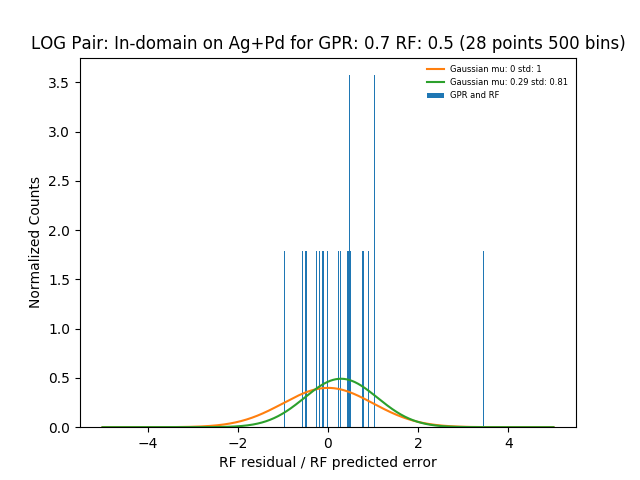 LOG Pair: In-domain on Ag+Pd for GPR: 0.7 RF: 0.5 (28 points 500 bins)
Gaussian mu: 0 std: 1
Gaussian mu: 0.29 std: 0.81
GPR and RF
Normalized Counts
3.5
3.0
2.5
2.0
1.5
1.0
0.5
0.0
−4
−2
0
2
4
RF residual / RF predicted error